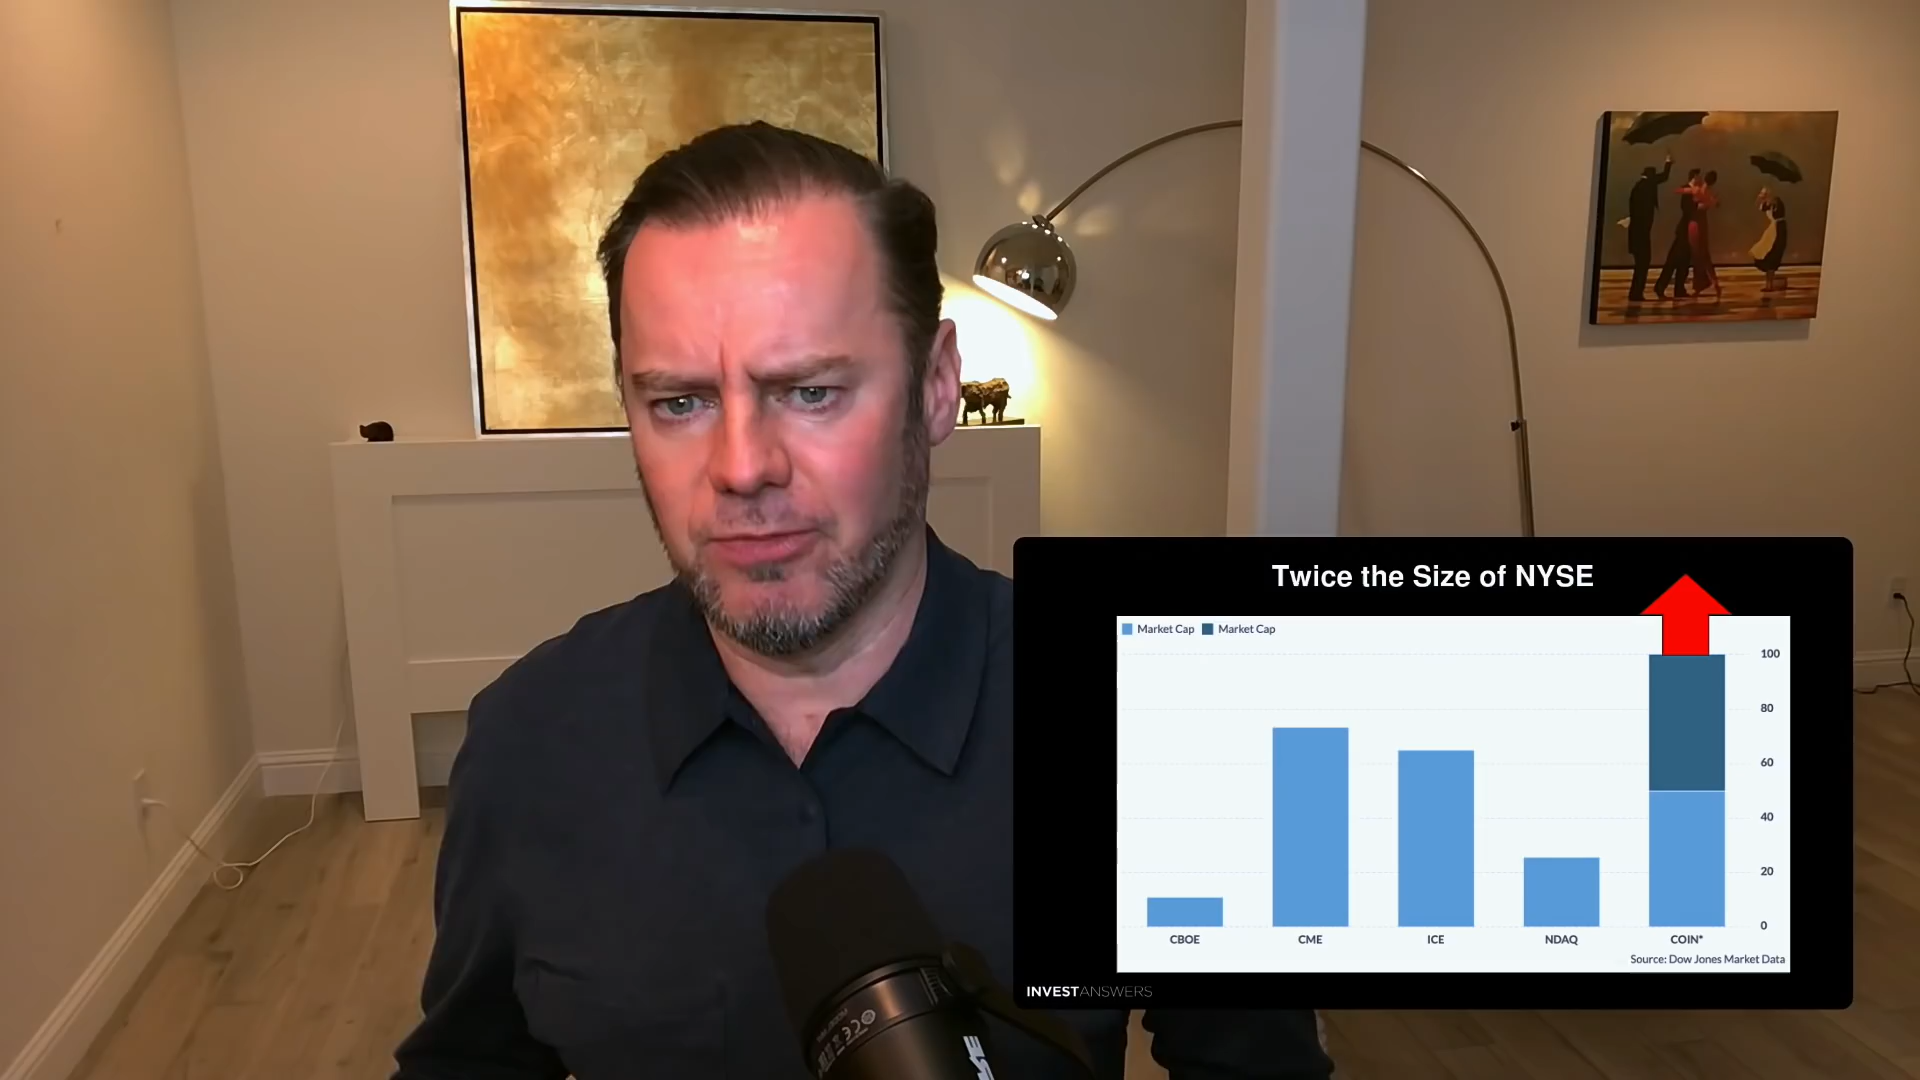 Twice the Size of NYSE
Market Cap Market Cap
100
80
60
40
20
0
CBOE CME ICE NDAQ COIN*
Source: Dow Jones Market Data
INVESTANSWERS